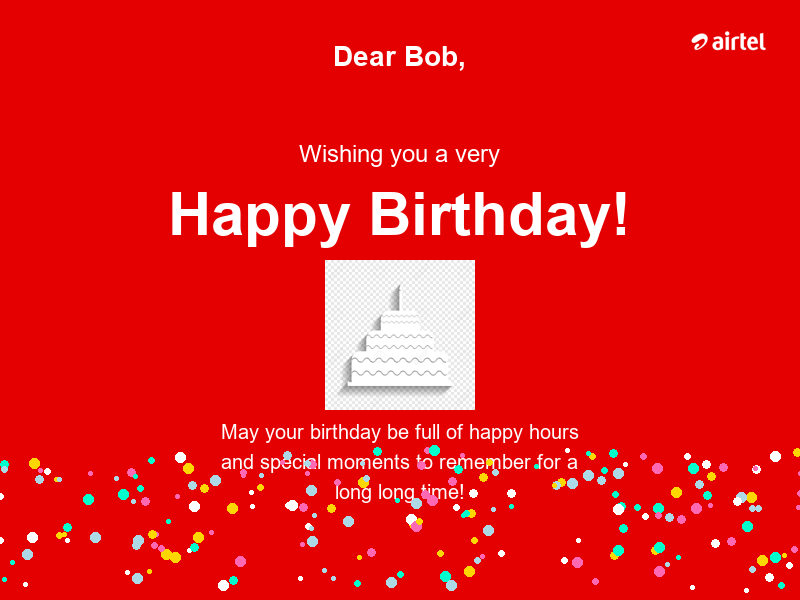 Dear Bob,
airtel
Wishing you a very
Happy Birthday!
May your birthday be full of happy hours
and special moments to remember for a
long long time!